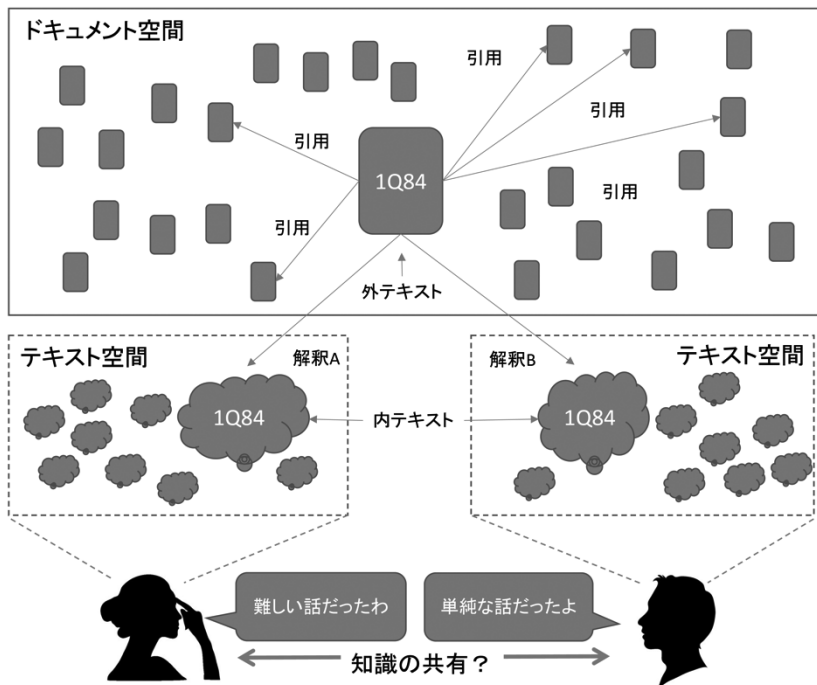 ドキュメント空間
引用
引用
引用
1Q84
引用
引用
外テキスト
テキスト空間
解釈A
解釈B
テキスト空間
1Q84
内テキスト
1Q84
難しい話だったわ
単純な話だったよ
知識の共有？